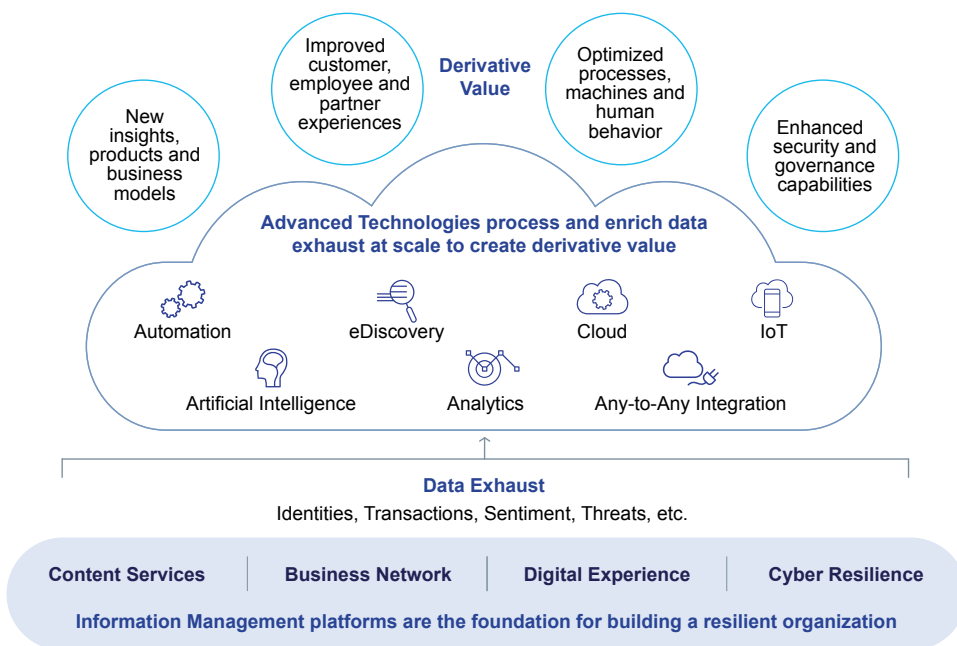 New
insights,
products and
business
models
Improved
customer,
employee and
partner
experiences
Derivative
Value
Optimized
processes,
machines and
human
behavior
Enhanced
security and
governance
capabilities
Advanced Technologies process and enrich data
exhaust at scale to create derivative value
Automation
eDiscovery
Cloud
IoT
Artificial Intelligence
Analytics
Any-to-Any Integration
Data Exhaust
Identities, Transactions, Sentiment, Threats, etc.
Content Services
Business Network
Digital Experience
Cyber Resilience
Information Management platforms are the foundation for building a resilient organization